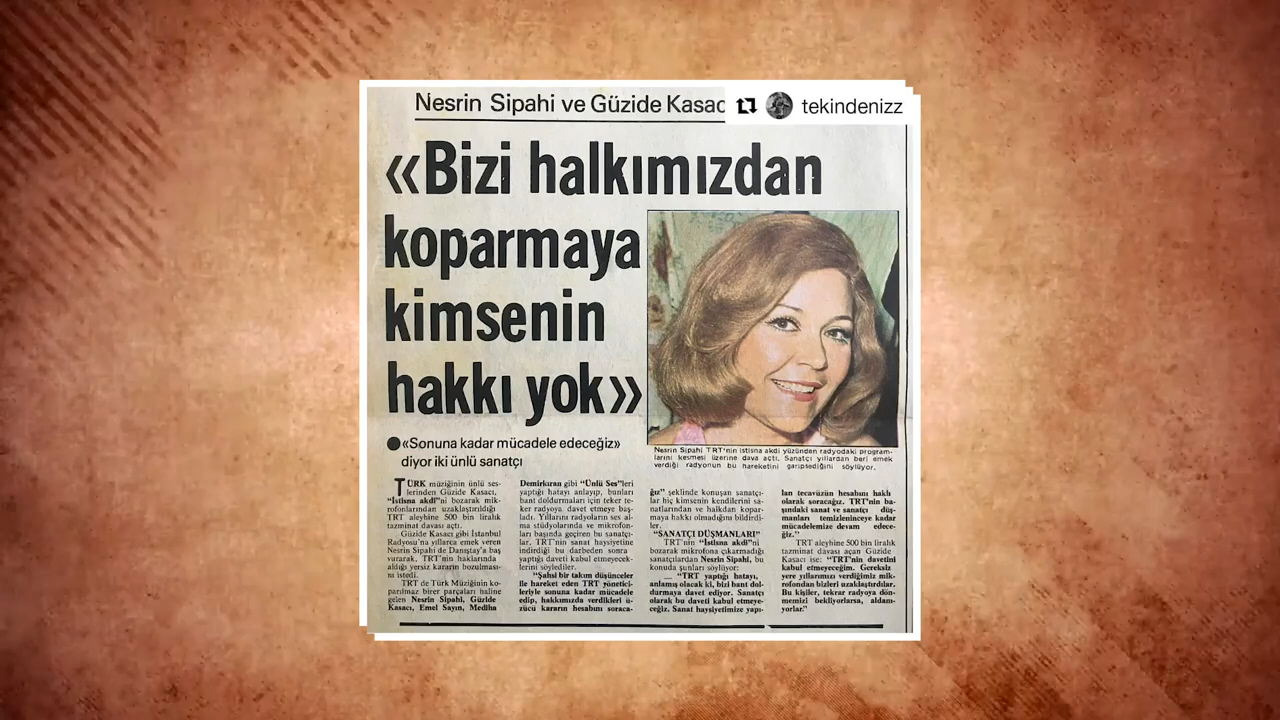 Nesrin Sipahi ve Güzide Kasac
tekindenizz
«Bizi halkımızdan
koparmaya
kimsenin
hakkı yok»
●«Sonuna kadar mücadele edeceğiz»
diyor iki ünlü sanatçı
Nesrin Sipahi TRT'nin istisna akdi yüzünden radyodaki program-
larını kesmesi üzerine dava açtı. Sanatçı yıllardan beri emek
verdiği radyonun bu hareketini garipsediğini söylüyor.
TÜRK müziğinin ünlü ses-
lerinden Güzide Kasacı,
"İstisna akdi"ni bozarak mik-
rofonlarından uzaklaştırıldığı
TRT aleyhine 500 bin liralık
tazminat davası açtı.
Güzide Kasacı gibi İstanbul
Radyosu'na yıllarca emek veren
Nesrin Sipahi de Danıştay'a baş
vurarak, TRT'nin haklarında
aldığı yersiz kararın bozulması-
nı istedi.
TRT de Türk Müziğinin ko-
parılmaz birer parçaları haline
gelen Nesrin Sipahi, Güzide
Kasacı, Emel Sayın, Mediha
Demirkıran gibi "Ünlü Ses"leri
yaptığı hatayı anlayıp, bunları
bant doldurmaları için teker te-
ker radyoya davet etmeye baş-
ladı. Yıllarını radyoların ses al-
ma stüdyolarında ve mikrofon-
ları başında geçiren bu sanatçı-
lar, TRT'nin sanat haysiyetine
indirdiği bu darbeden sonra
yaptığı daveti kabul etmeyecek-
lerini söylediler.
"Şahsi bir takım düşünceler
ile hareket eden TRT yönetici-
leriyle sonuna kadar mücadele
edip, hakkımızda verdikleri ü-
zücü kararın hesabını soraca-
ğız" şeklinde konuşan sanatçı-
lar hiç kimsenin kendilerini sa-
natlarından ve halkdan kopar-
maya hakkı olmadığını bildirdi-
ler.
"SANATÇI DÜŞMANLARI"
TRT'nin "İstisna akdi"ni
bozarak mikrofona çıkarmadığı
sanatçılardan Nesrin Sipahi, bu
konuda şunları söylüyor:
— "TRT yaptığı hatayı,
anlamış olacak ki, bizi bant dol-
durmaya davet ediyor. Sanatçı
olarak bu daveti kabul etmeye-
ceğiz. Sanat haysiyetimize yapı-
lan tecavüzün hesabını haklı
olarak soracağız. TRT'nin ba-
şındaki sanat ve sanatçı düş-
manları temizleninceye kadar
mücadelemize devam edece-
ğiz."
TRT aleyhine 500 bin liralık
tazminat davası açan Güzide
Kasacı ise: "TRT'nin davetini
kabul etmeyeceğim. Gereksiz
yere yıllarımızı verdiğimiz mik-
rofondan bizleri uzaklaştırdılar.
Bu kişiler, tekrar radyoya dön-
memizi bekliyorlarsa, aldanı-
yorlar."